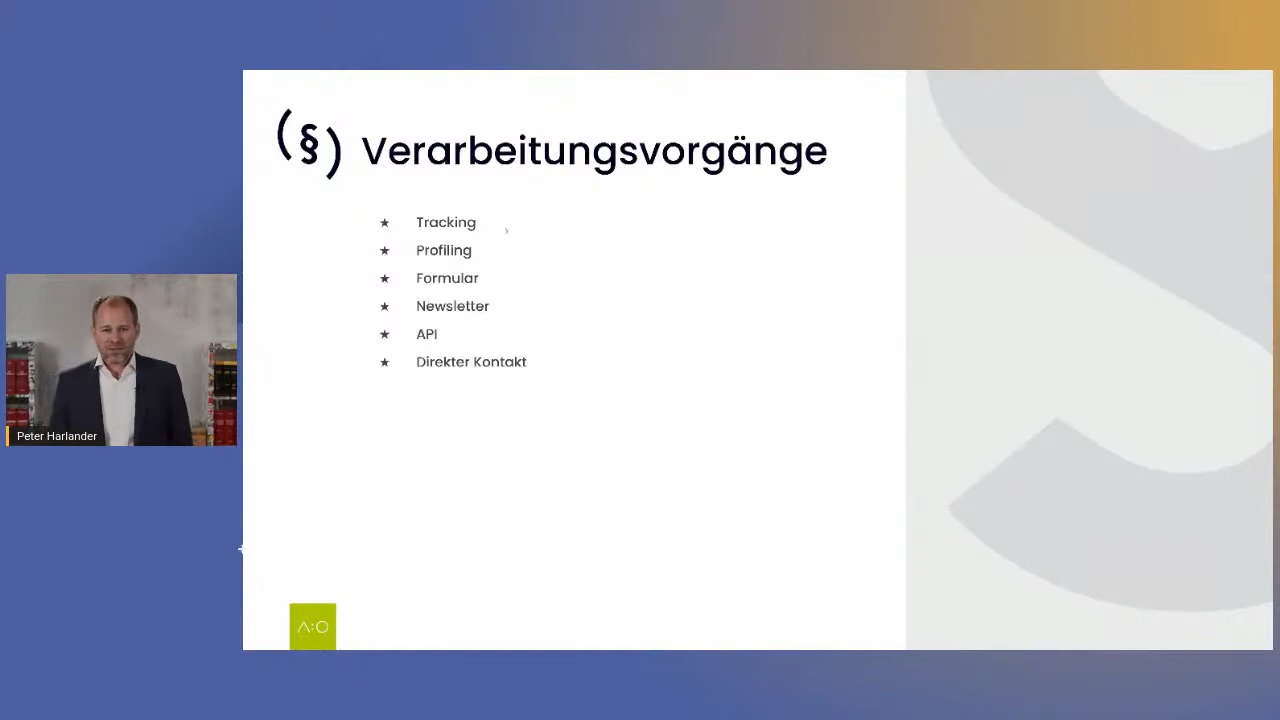 (§) Verarbeitungsvorgänge
★ Tracking
★ Profiling
★ Formular
★ Newsletter
★ API
★ Direkter Kontakt
Peter Harlander
Λ:O